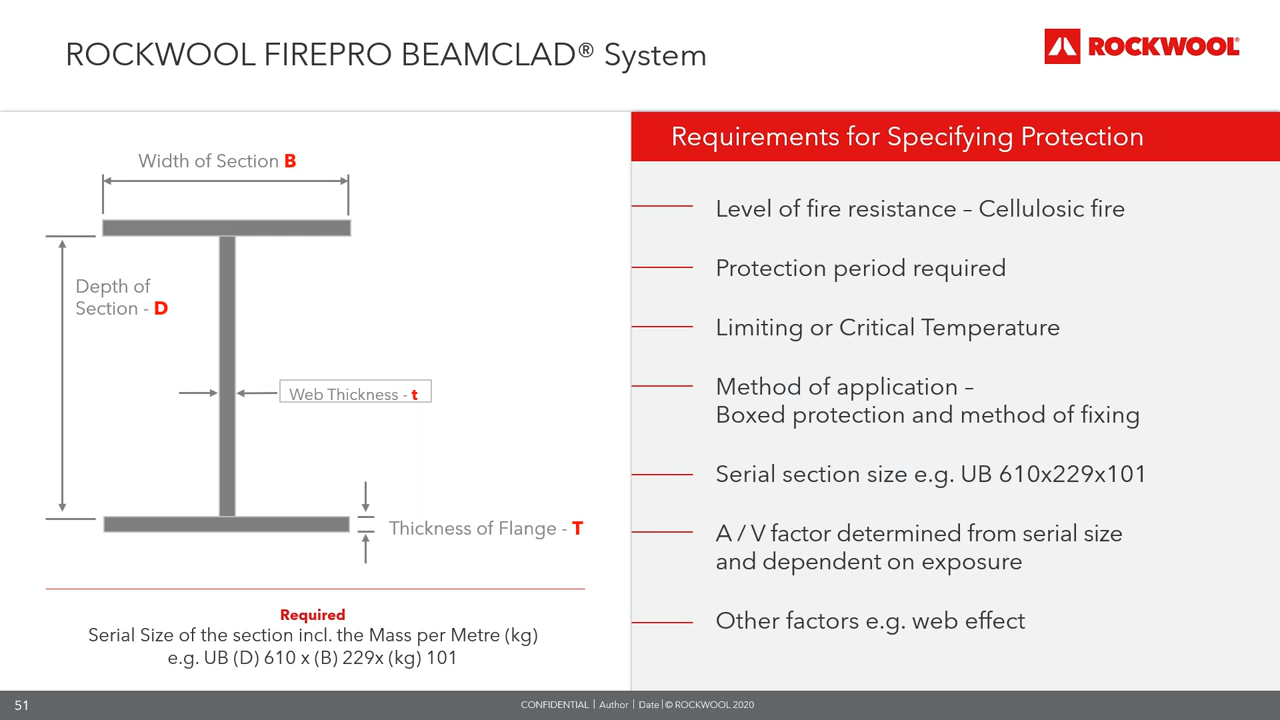 ROCKWOOL FIREPRO BEAMCLAD® System
ROCKWOOL®
Width of Section B
Depth of
Section - D
Web Thickness - t
Thickness of Flange - T
Required
Serial Size of the section incl. the Mass per Metre (kg)
e.g. UB (D) 610 x (B) 229x (kg) 101
Requirements for Specifying Protection
Level of fire resistance – Cellulosic fire
Protection period required
Limiting or Critical Temperature
Method of application –
Boxed protection and method of fixing
Serial section size e.g. UB 610x229x101
A / V factor determined from serial size
and dependent on exposure
Other factors e.g. web effect
51
CONFIDENTIAL | Author | Date | © ROCKWOOL 2020